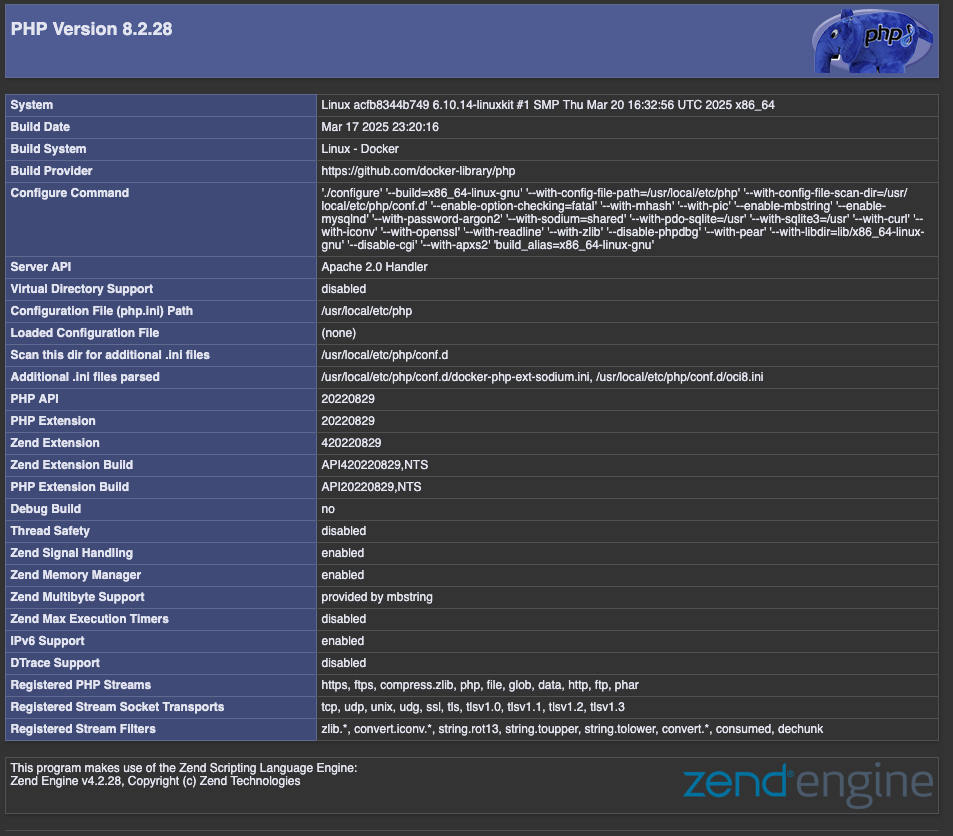 PHP Version 8.2.28
php
System Linux acfb8344b749 6.10.14-linuxkit #1 SMP Thu Mar 20 16:32:56 UTC 2025 x86_64
Build Date Mar 17 2025 23:20:16
Build System Linux - Docker
Build Provider https://github.com/docker-library/php
Configure Command './configure' '--build=x86_64-linux-gnu' '--with-config-file-path=/usr/local/etc/php' '--with-config-file-scan-dir=/usr/
local/etc/php/conf.d' '--enable-option-checking=fatal' '--with-mhash' '--with-pic' '--enable-mbstring' '--enable-
mysqlnd' '--with-password-argon2' '--with-sodium=shared' '--with-pdo-sqlite=/usr' '--with-sqlite3=/usr' '--with-curl' '--
with-iconv' '--with-openssl' '--with-readline' '--with-zlib' '--disable-phpdbg' '--with-pear' '--with-libdir=lib/x86_64-linux-
gnu' '--disable-cgi' '--with-apxs2' 'build_alias=x86_64-linux-gnu'
Server API Apache 2.0 Handler
Virtual Directory Support disabled
Configuration File (php.ini) Path /usr/local/etc/php
Loaded Configuration File (none)
Scan this dir for additional .ini files /usr/local/etc/php/conf.d
Additional .ini files parsed /usr/local/etc/php/conf.d/docker-php-ext-sodium.ini, /usr/local/etc/php/conf.d/oci8.ini
PHP API 20220829
PHP Extension 20220829
Zend Extension 420220829
Zend Extension Build API420220829,NTS
PHP Extension Build API20220829,NTS
Debug Build no
Thread Safety disabled
Zend Signal Handling enabled
Zend Memory Manager enabled
Zend Multibyte Support provided by mbstring
Zend Max Execution Timers disabled
IPv6 Support enabled
DTrace Support disabled
Registered PHP Streams https, ftps, compress.zlib, php, file, glob, data, http, ftp, phar
Registered Stream Socket Transports tcp, udp, unix, udg, ssl, tls, tlsv1.0, tlsv1.1, tlsv1.2, tlsv1.3
Registered Stream Filters zlib.*, convert.iconv.*, string.rot13, string.toupper, string.tolower, convert.*, consumed, dechunk
This program makes use of the Zend Scripting Language Engine:
Zend Engine v4.2.28, Copyright (c) Zend Technologies
zend® engine